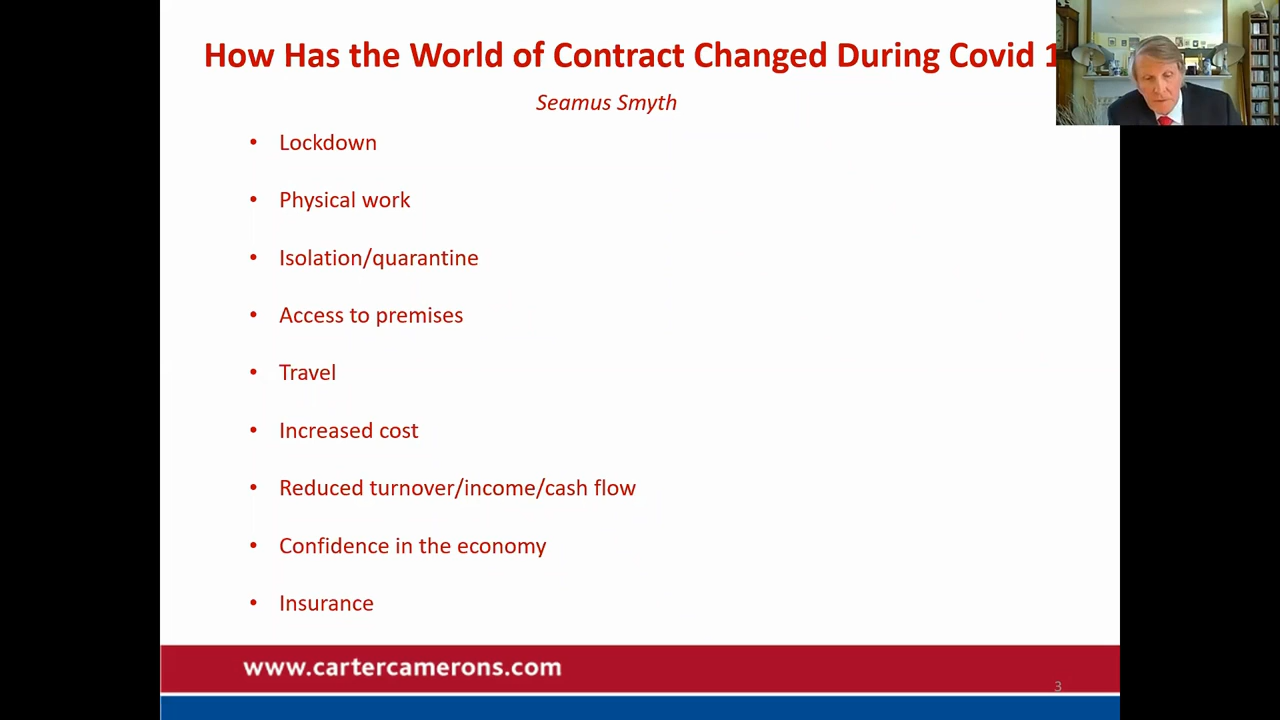 How Has the World of Contract Changed During Covid 1
Seamus Smyth
• Lockdown
• Physical work
• Isolation/quarantine
• Access to premises
• Travel
• Increased cost
• Reduced turnover/income/cash flow
• Confidence in the economy
• Insurance
www.cartercamerons.com
3